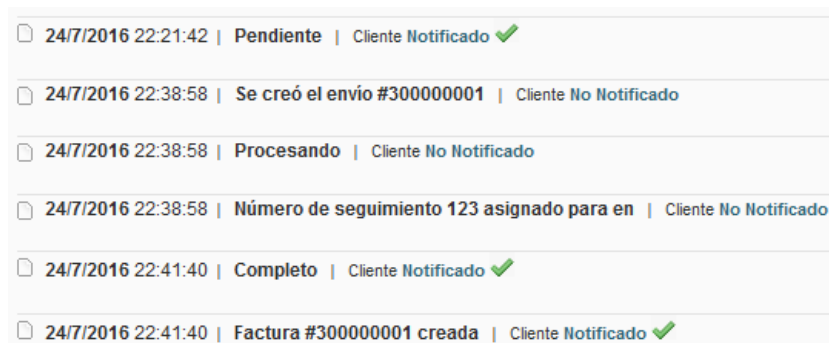 24/7/2016 22:21:42 | Pendiente | Cliente Notificado
24/7/2016 22:38:58 | Se creó el envío #300000001 | Cliente No Notificado
24/7/2016 22:38:58 | Procesando | Cliente No Notificado
24/7/2016 22:38:58 | Número de seguimiento 123 asignado para en | Cliente No Notificado
24/7/2016 22:41:40 | Completo | Cliente Notificado
24/7/2016 22:41:40 | Factura #300000001 creada | Cliente Notificado